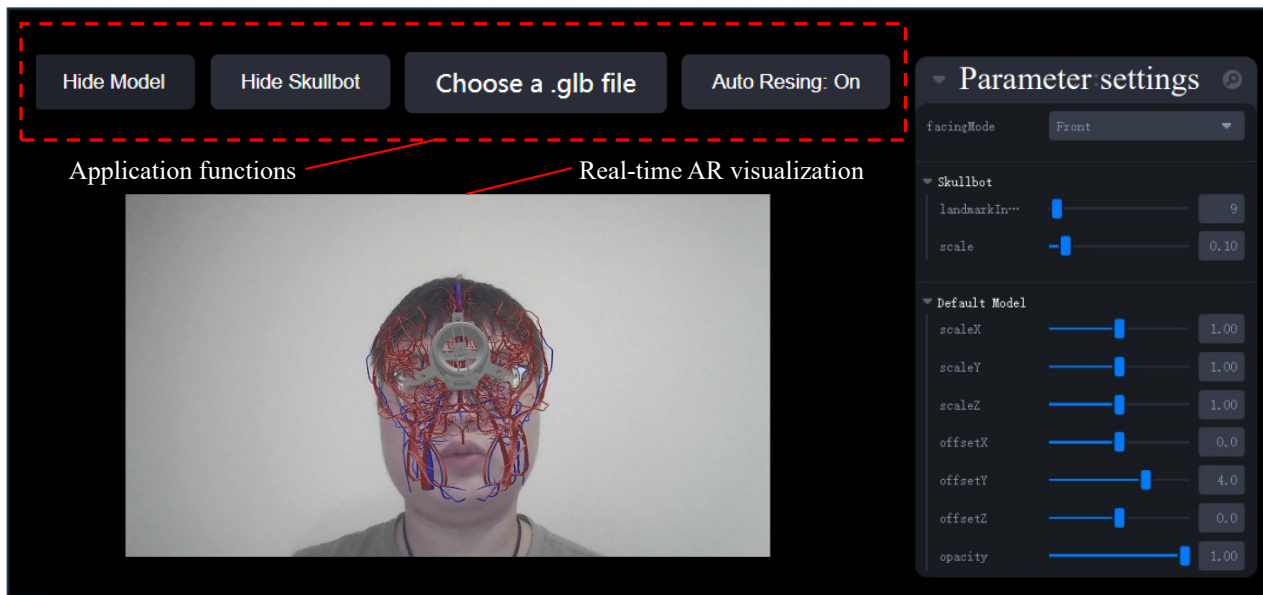 Hide Model
Hide Skullbot
Choose a .glb file
Auto Resing: On
Application functions
Real-time AR visualization
Parameter settings
facingMode Front
Skullbot
landmarkIn… 9
scale 0.10
Default Model
scaleX 1.00
scaleY 1.00
scaleZ 1.00
offsetX 0.0
offsetY 4.0
offsetZ 0.0
opacity 1.00